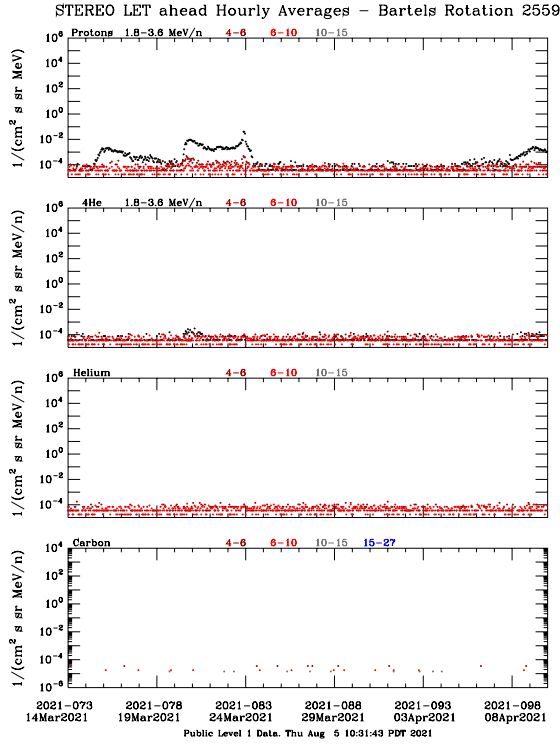 STEREO LET ahead Hourly Averages – Bartels Rotation 2559
Protons 1.8–3.6 MeV/n 4–6 6–10 10–15
10^6
10^4
10^2
10^0
10^−2
10^−4
1/(cm^2 s sr MeV)
4He 1.8–3.6 MeV/n 4–6 6–10 10–15
10^6
10^4
10^2
10^0
10^−2
10^−4
1/(cm^2 s sr MeV/n)
Helium 4–6 6–10 10–15
10^6
10^4
10^2
10^0
10^−2
10^−4
1/(cm^2 s sr MeV/n)
Carbon 4–6 6–10 10–15 15–27
10^4
10^2
10^0
10^−2
10^−4
10^−6
1/(cm^2 s sr MeV/n)
2021–073 2021–078 2021–083 2021–088 2021–093 2021–098
14Mar2021 19Mar2021 24Mar2021 29Mar2021 03Apr2021 08Apr2021
Public Level 1 Data. Thu Aug 5 10:31:43 PDT 2021